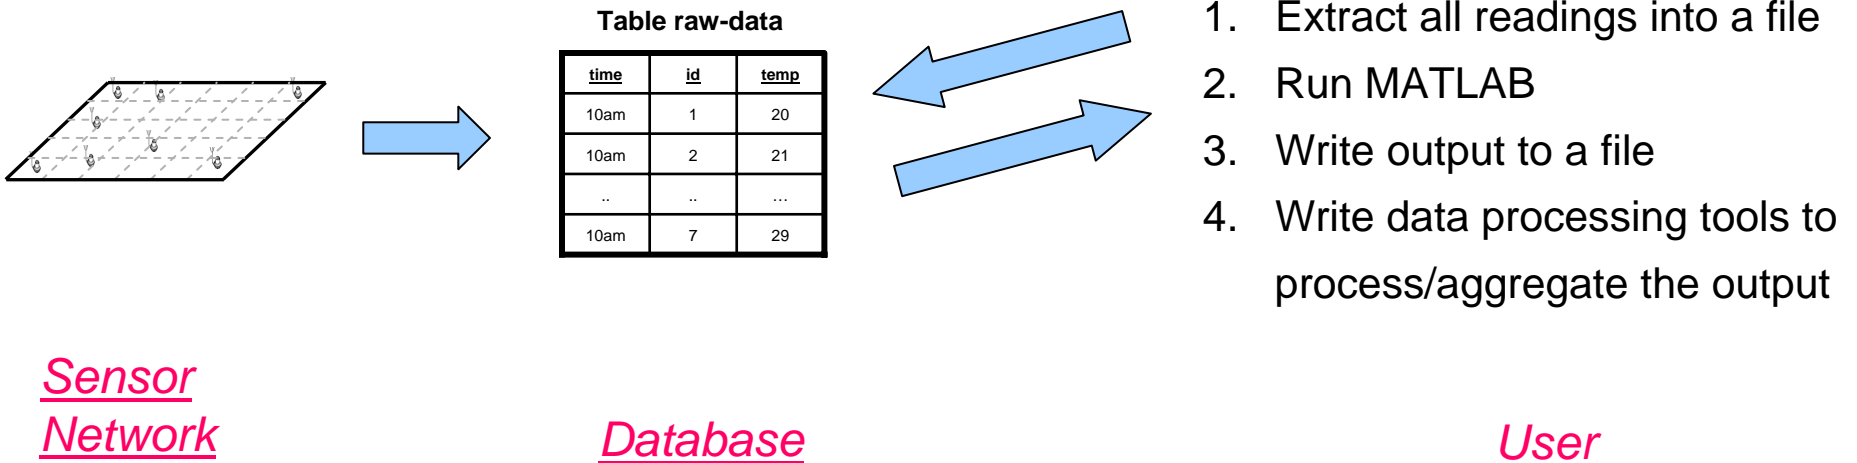 Table raw-data
time id temp
10am 1 20
10am 2 21
.. .. ...
10am 7 29
1. Extract all readings into a file
2. Run MATLAB
3. Write output to a file
4. Write data processing tools to
process/aggregate the output
Sensor
Network
Database
User